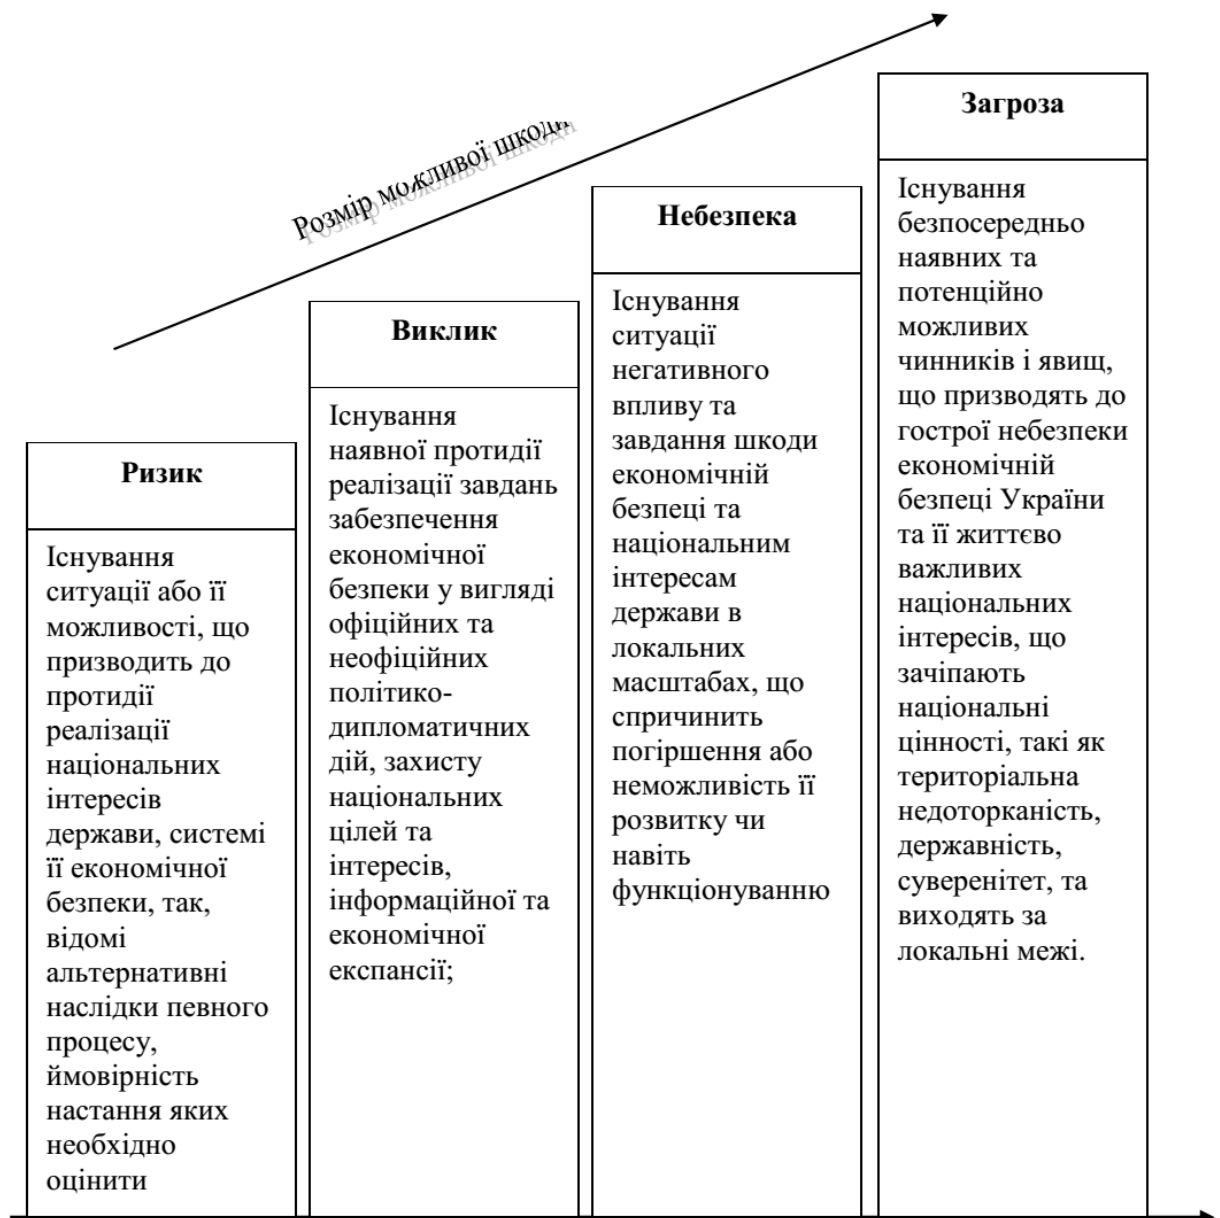 Розмір можливої шкоди
Загроза
Існування
безпосередньо
наявних та
потенційно
можливих
чинників і явищ,
що призводять до
гострої небезпеки
економічній
безпеці України
та її життєво
важливих
національних
інтересів, що
зачіпають
національні
цінності, такі як
територіальна
недоторканість,
державність,
суверенітет, та
виходять за
локальні межі.
Небезпека
Існування
ситуації
негативного
впливу та
завдання шкоди
економічній
безпеці та
національним
інтересам
держави в
локальних
масштабах, що
спричинить
погіршення або
неможливість її
розвитку чи
навіть
функціонуванню
Виклик
Існування
наявної протидії
реалізації завдань
забезпечення
економічної
безпеки у вигляді
офіційних та
неофіційних
політико-
дипломатичних
дій, захисту
національних
цілей та
інтересів,
інформаційної та
економічної
експансії;
Ризик
Існування
ситуації або її
можливості, що
призводить до
протидії
реалізації
національних
інтересів
держави, системі
її економічної
безпеки, так,
відомі
альтернативні
наслідки певного
процесу,
ймовірність
настання яких
необхідно
оцінити